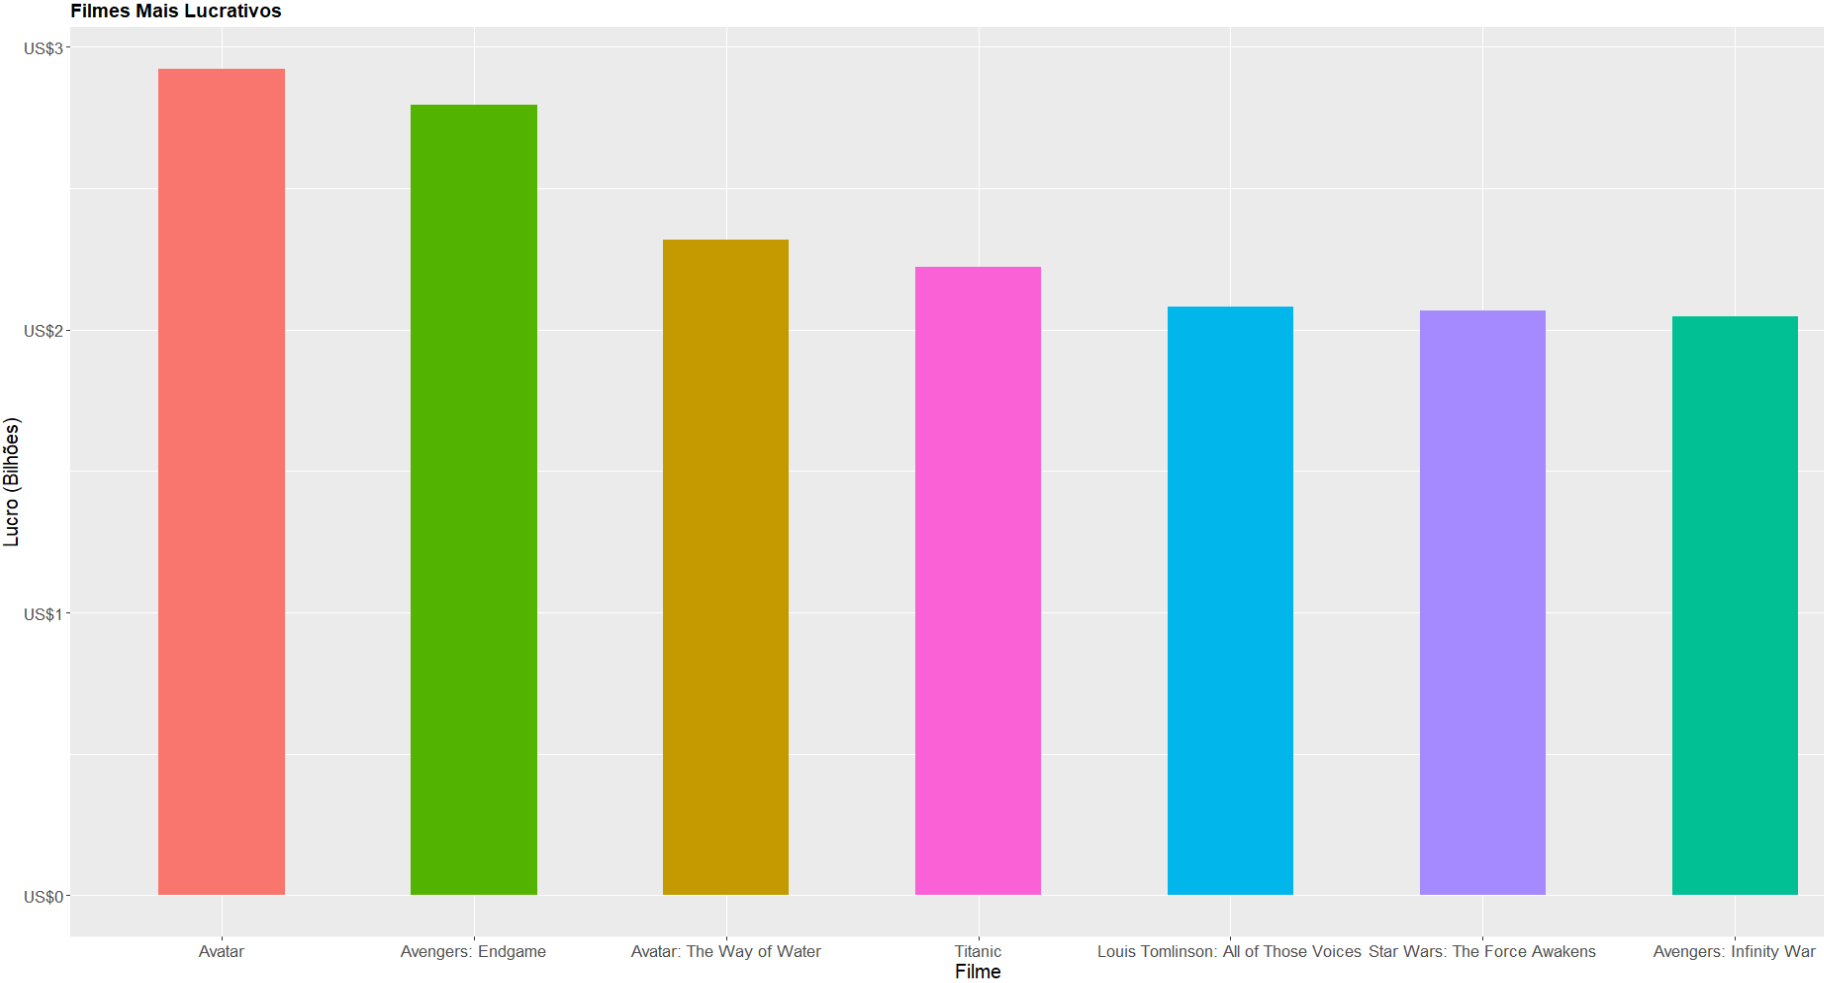 Filmes Mais Lucrativos
US$3
US$2
US$1
US$0
Lucro (Bilhões)
Avatar
Avengers: Endgame
Avatar: The Way of Water
Titanic
Louis Tomlinson: All of Those Voices
Star Wars: The Force Awakens
Avengers: Infinity War
Filme